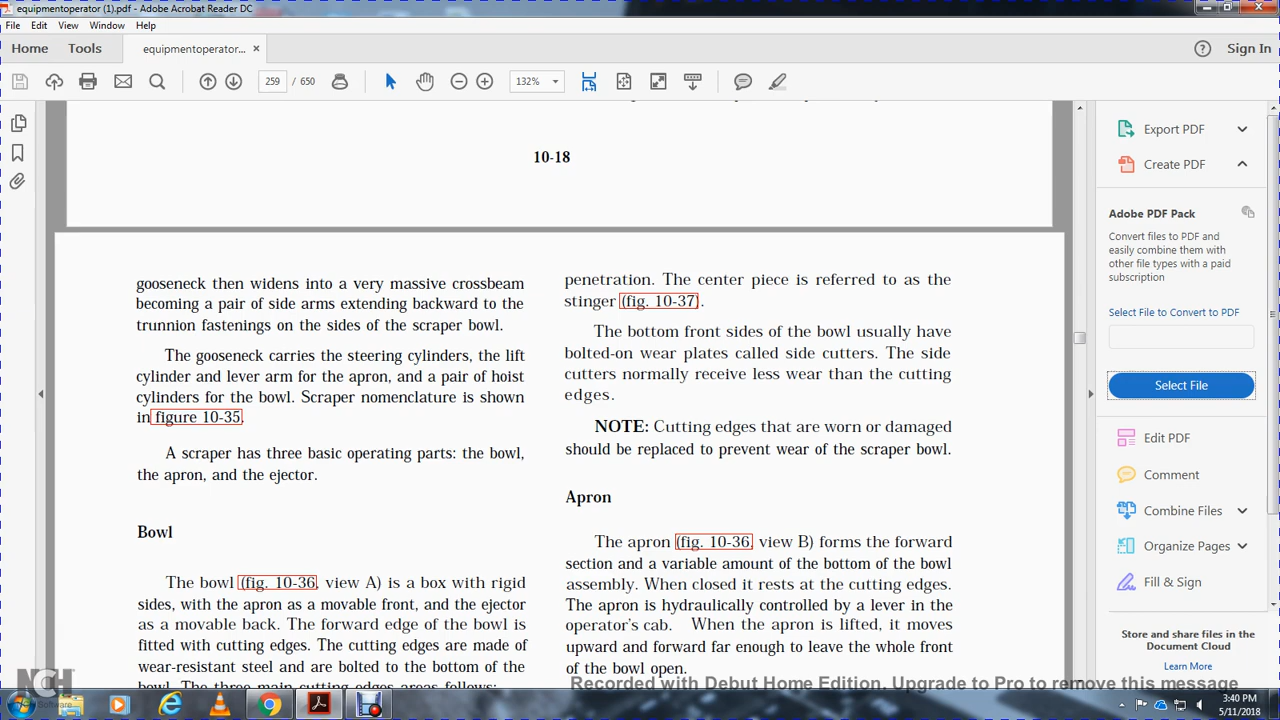 equipmentoperator (1).pdf - Adobe Acrobat Reader DC
File Edit View Window Help
Home Tools equipmentoperator... × Sign In
259 / 650 132%
10-18
gooseneck then widens into a very massive crossbeam
becoming a pair of side arms extending backward to the
trunnion fastenings on the sides of the scraper bowl.
The gooseneck carries the steering cylinders, the lift
cylinder and lever arm for the apron, and a pair of hoist
cylinders for the bowl. Scraper nomenclature is shown
in figure 10-35.
A scraper has three basic operating parts: the bowl,
the apron, and the ejector.
Bowl
The bowl (fig. 10-36, view A) is a box with rigid
sides, with the apron as a movable front, and the ejector
as a movable back. The forward edge of the bowl is
fitted with cutting edges. The cutting edges are made of
wear-resistant steel and are bolted to the bottom of the
bowl. The three main cutting edges areas follows:
penetration. The center piece is referred to as the
stinger (fig. 10-37).
The bottom front sides of the bowl usually have
bolted-on wear plates called side cutters. The side
cutters normally receive less wear than the cutting
edges.
NOTE: Cutting edges that are worn or damaged
should be replaced to prevent wear of the scraper bowl.
Apron
The apron (fig. 10-36, view B) forms the forward
section and a variable amount of the bottom of the bowl
assembly. When closed it rests at the cutting edges.
The apron is hydraulically controlled by a lever in the
operator's cab. When the apron is lifted, it moves
upward and forward far enough to leave the whole front
of the bowl open.
Export PDF
Create PDF
Adobe PDF Pack
Convert files to PDF and
easily combine them with
other file types with a paid
subscription
Select File to Convert to PDF
Select File
Edit PDF
Comment
Combine Files
Organize Pages
Fill & Sign
Store and share files in the
Document Cloud
Learn More
NCH
Software
Recorded with Debut Home Edition. Upgrade to Pro to remove this message
3:40 PM
5/11/2018